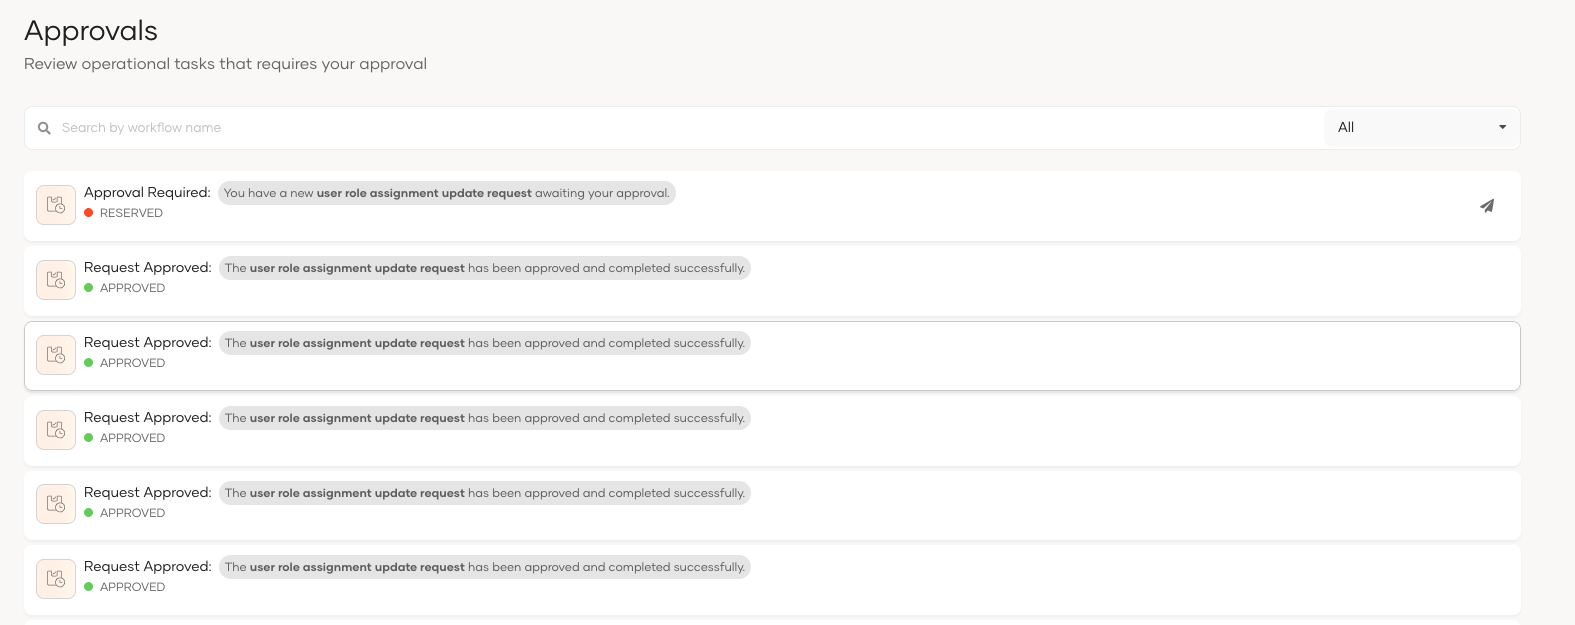 Approvals
Review operational tasks that requires your approval
Search by workflow name
All
Approval Required: You have a new user role assignment update request awaiting your approval.
RESERVED
Request Approved: The user role assignment update request has been approved and completed successfully.
APPROVED
Request Approved: The user role assignment update request has been approved and completed successfully.
APPROVED
Request Approved: The user role assignment update request has been approved and completed successfully.
APPROVED
Request Approved: The user role assignment update request has been approved and completed successfully.
APPROVED
Request Approved: The user role assignment update request has been approved and completed successfully.
APPROVED